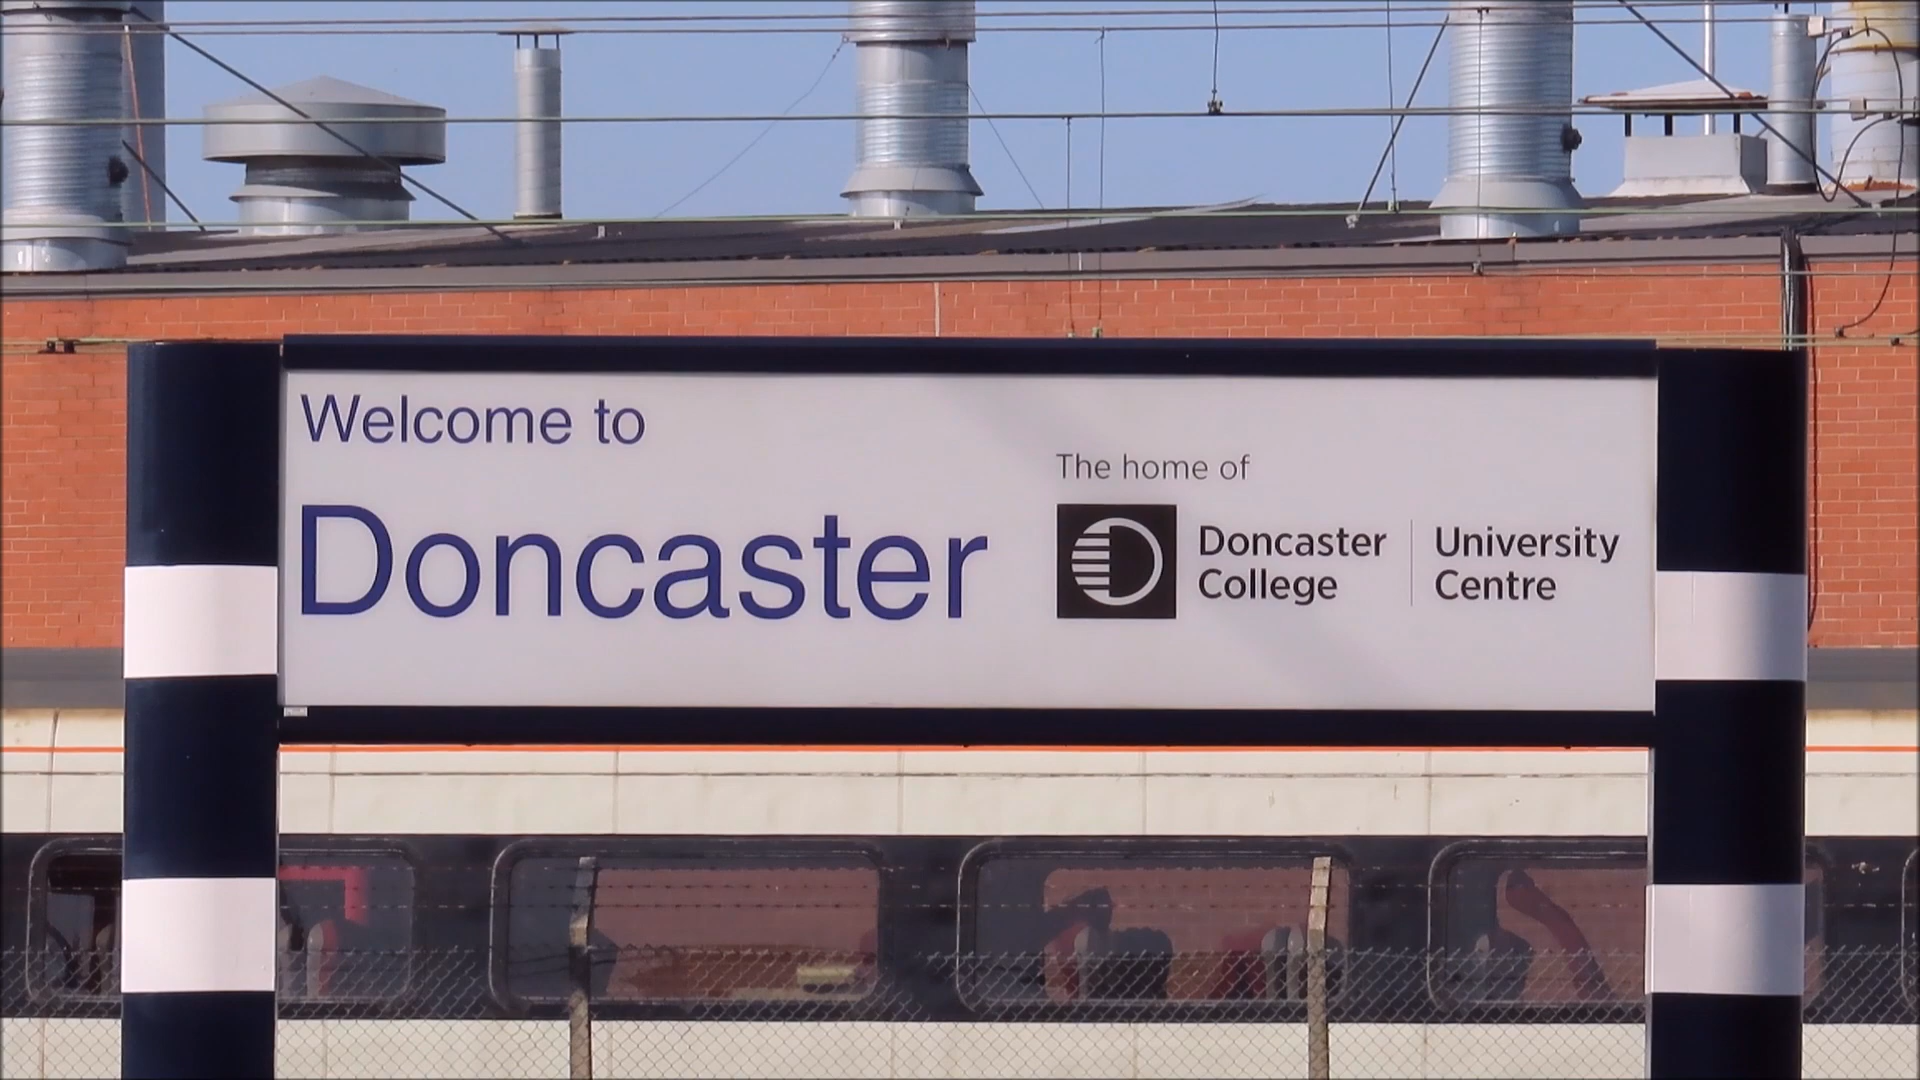 Welcome to
Doncaster
The home of
Doncaster College
University Centre